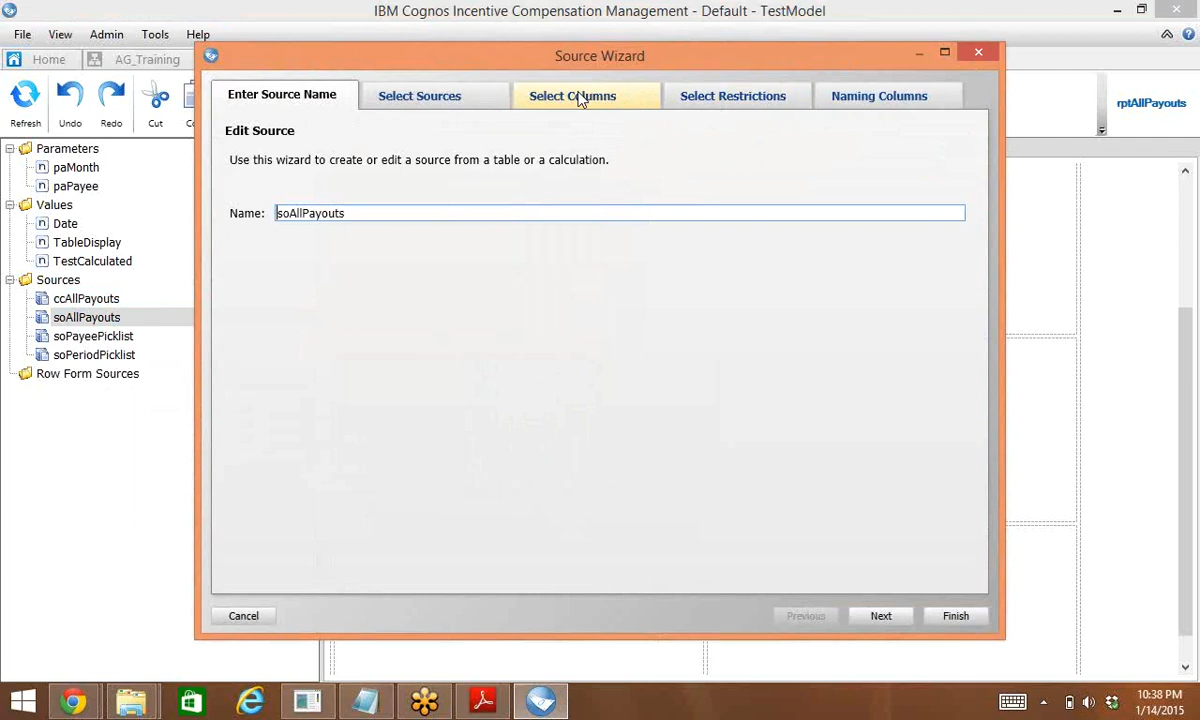 IBM Cognos Incentive Compensation Management - Default - TestModel
File View Admin Tools Help
Home AG_Training
Source Wizard
Refresh Undo Redo Cut
rptAllPayouts
Enter Source Name Select Sources Select Columns Select Restrictions Naming Columns
Edit Source
Use this wizard to create or edit a source from a table or a calculation.
Name: soAllPayouts
Parameters
paMonth
paPayee
Values
Date
TableDisplay
TestCalculated
Sources
ccAllPayouts
soAllPayouts
soPayeePicklist
soPeriodPicklist
Row Form Sources
Cancel Previous Next Finish
10:38 PM
1/14/2015